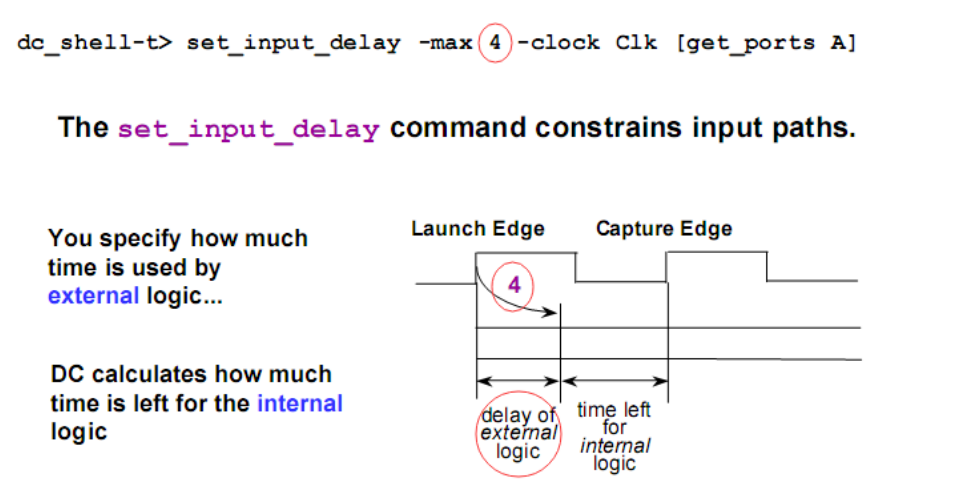 dc_shell-t> set_input_delay -max 4 -clock Clk [get_ports A]
The set_input_delay command constrains input paths.
You specify how much
time is used by
external logic...
DC calculates how much
time is left for the internal
logic
Launch Edge
Capture Edge
4
delay of
external
logic
time left
for
internal
logic